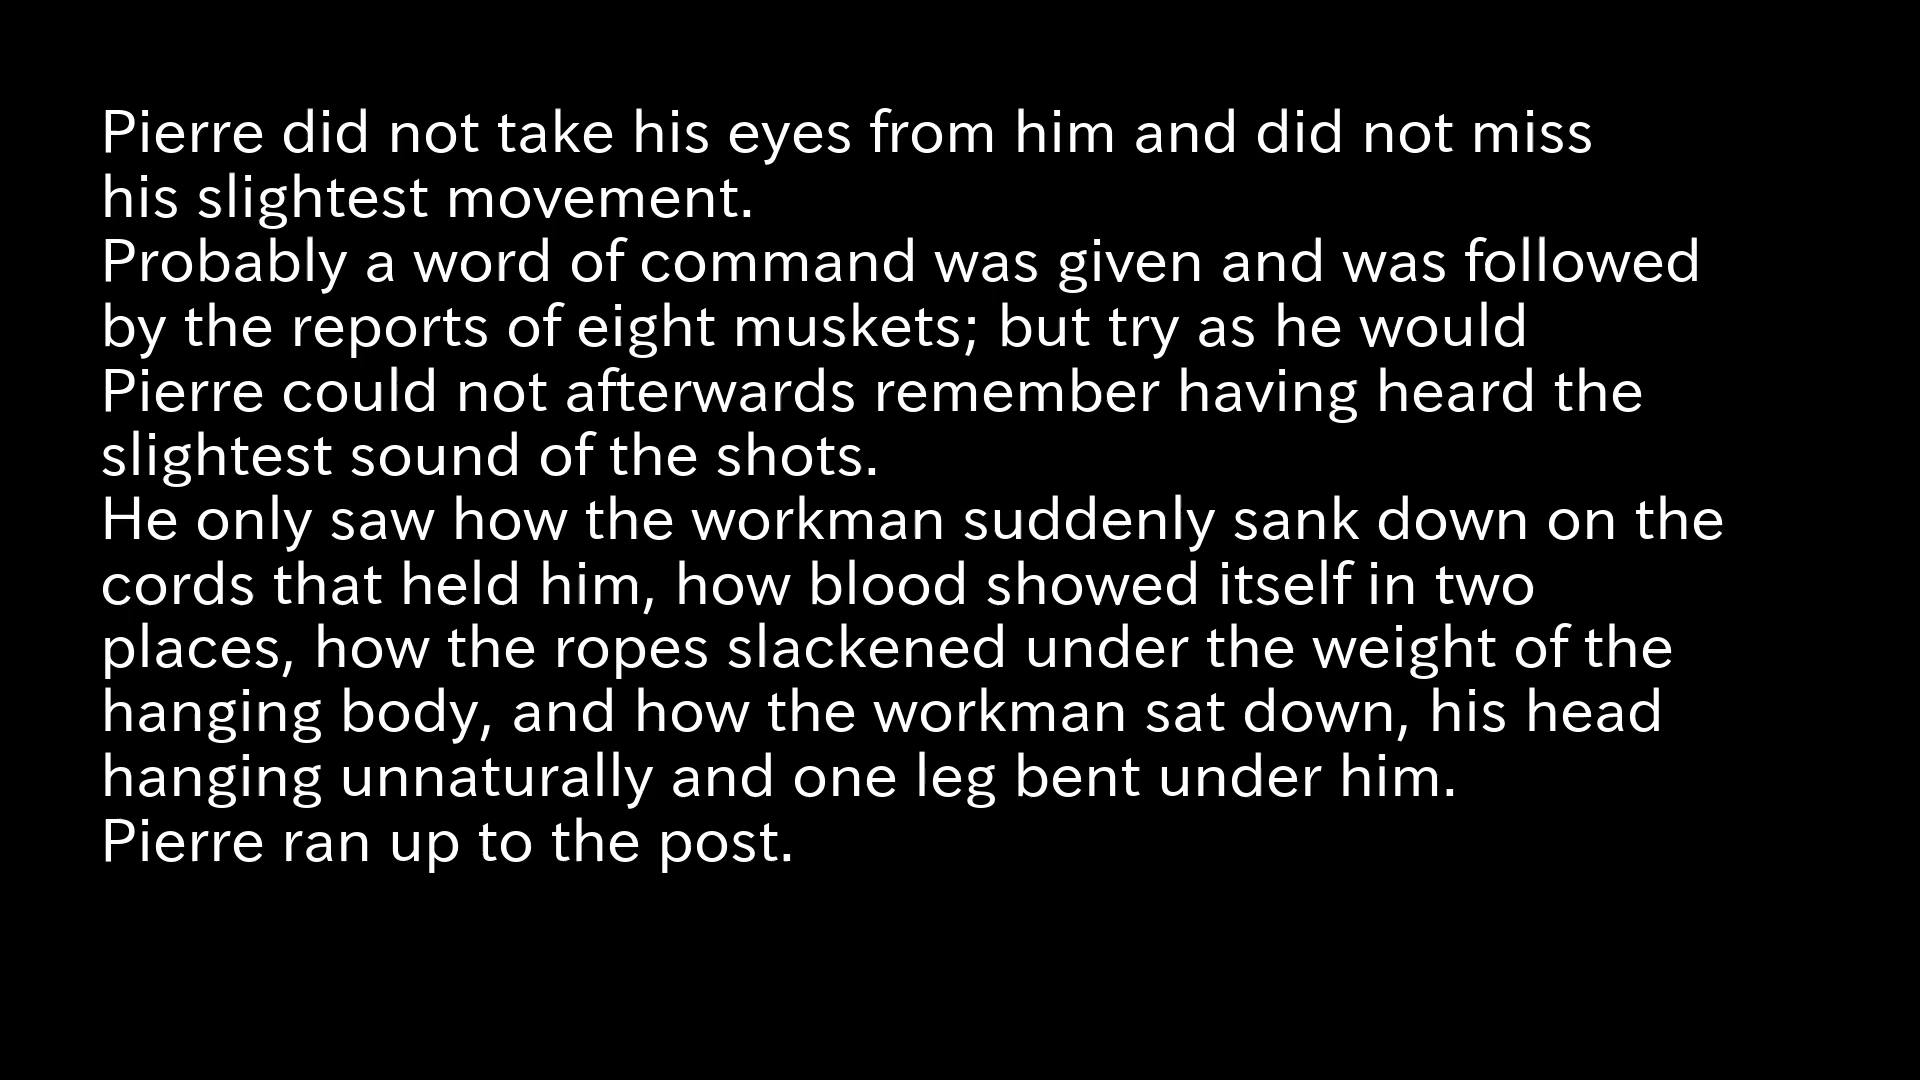 Pierre did not take his eyes from him and did not miss
his slightest movement.
Probably a word of command was given and was followed
by the reports of eight muskets; but try as he would
Pierre could not afterwards remember having heard the
slightest sound of the shots.
He only saw how the workman suddenly sank down on the
cords that held him, how blood showed itself in two
places, how the ropes slackened under the weight of the
hanging body, and how the workman sat down, his head
hanging unnaturally and one leg bent under him.
Pierre ran up to the post.